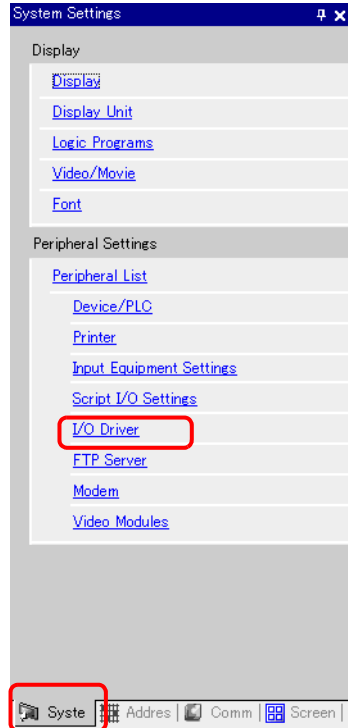 System Settings
Display
Display
Display Unit
Logic Programs
Video/Movie
Font
Peripheral Settings
Peripheral List
Device/PLC
Printer
Input Equipment Settings
Script I/O Settings
I/O Driver
FTP Server
Modem
Video Modules
Syste Addres Comm Screen